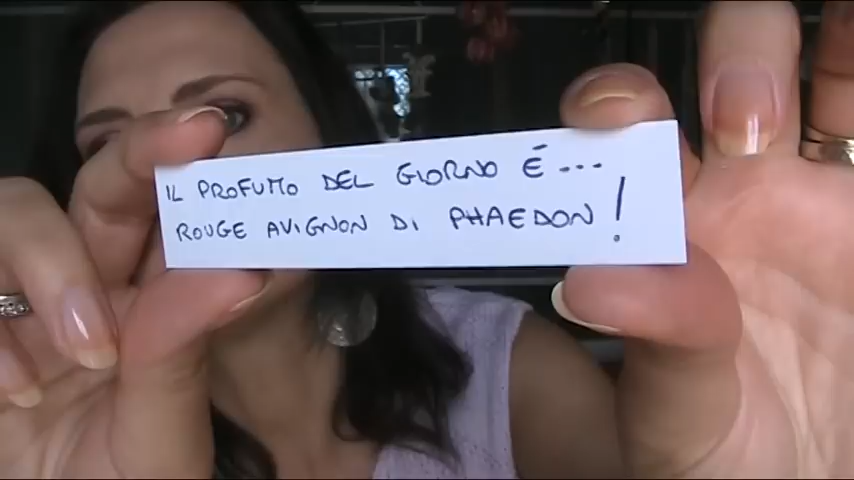 IL PROFUMO DEL GIORNO É...
ROUGE AVIGNON DI PHAEDON!